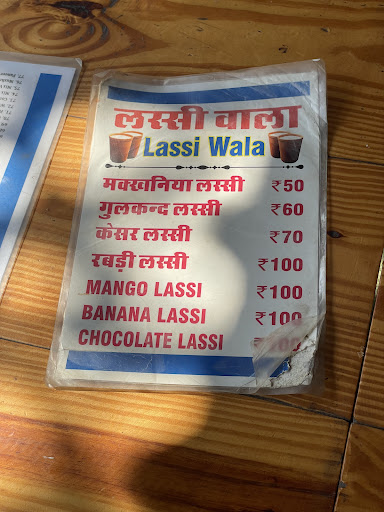 लस्सी वाला
Lassi Wala
मक्खनिया लस्सी ₹50
गुलकन्द लस्सी ₹60
केसर लस्सी ₹70
रबड़ी लस्सी ₹100
MANGO LASSI ₹100
BANANA LASSI ₹100
CHOCOLATE LASSI